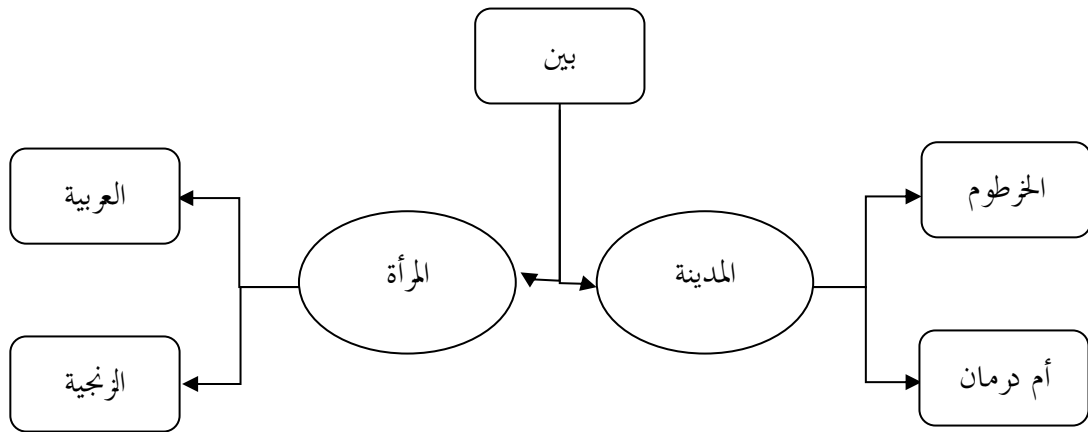 بين
الخرطوم
العربية
المدينة
المرأة
أم درمان
الزنجية